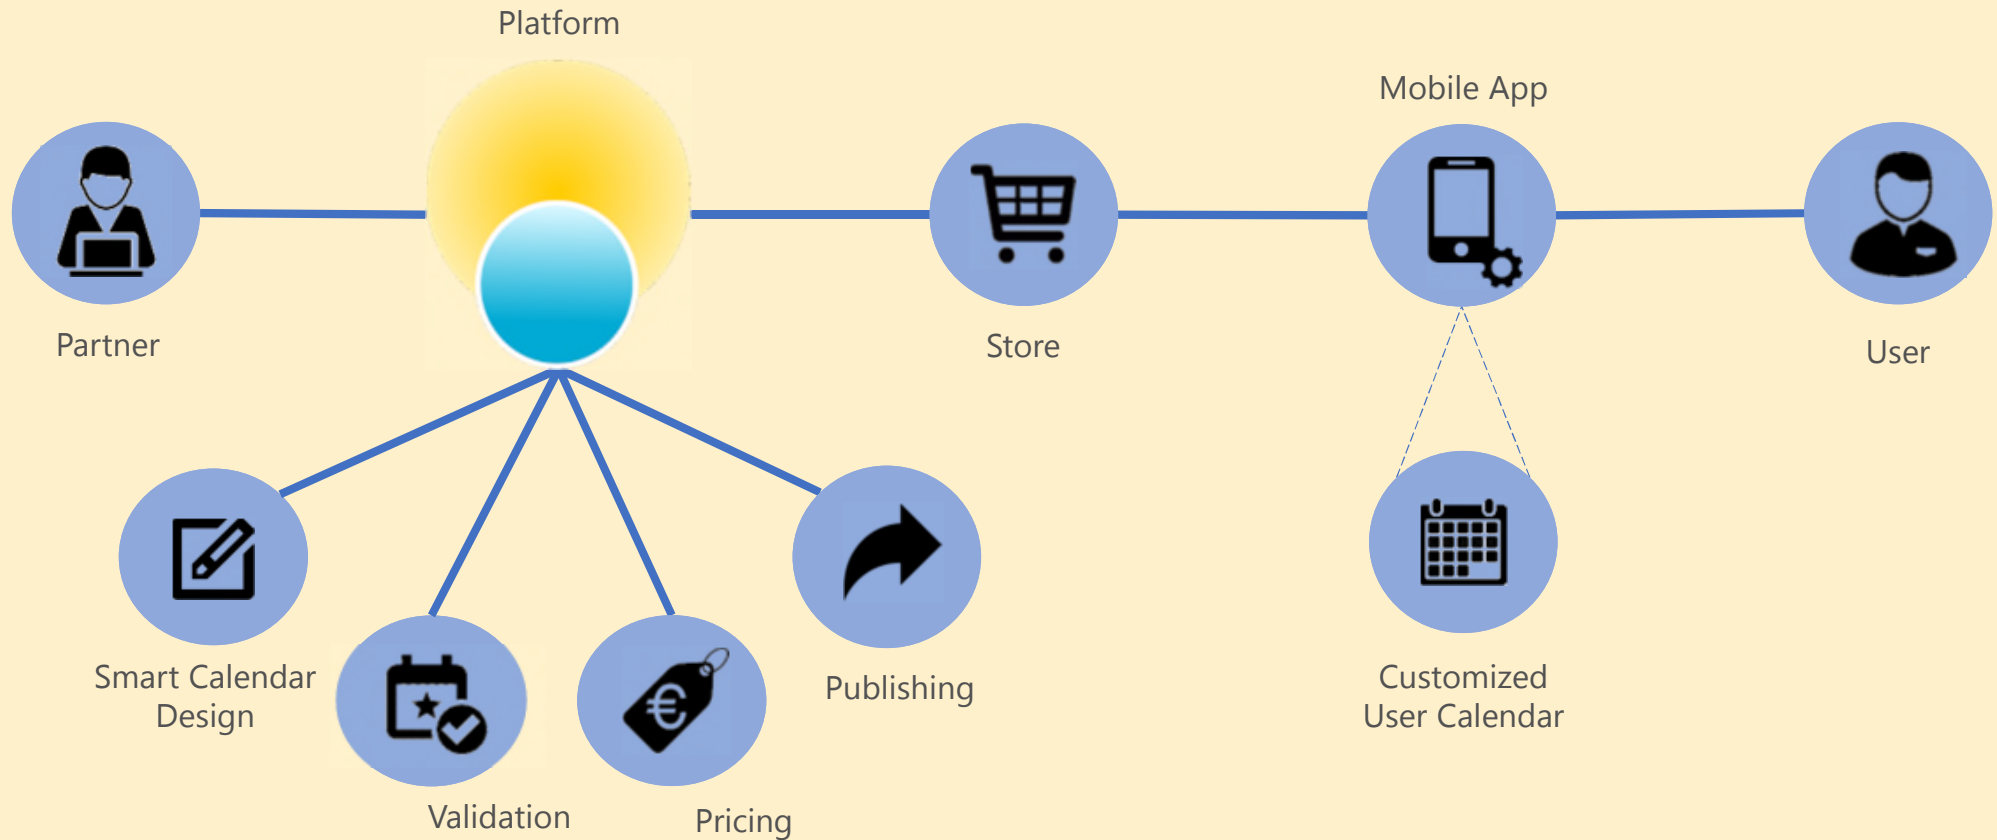 Platform
Mobile App
Partner
Store
User
Smart Calendar
Design
Validation
Pricing
Publishing
Customized
User Calendar
€